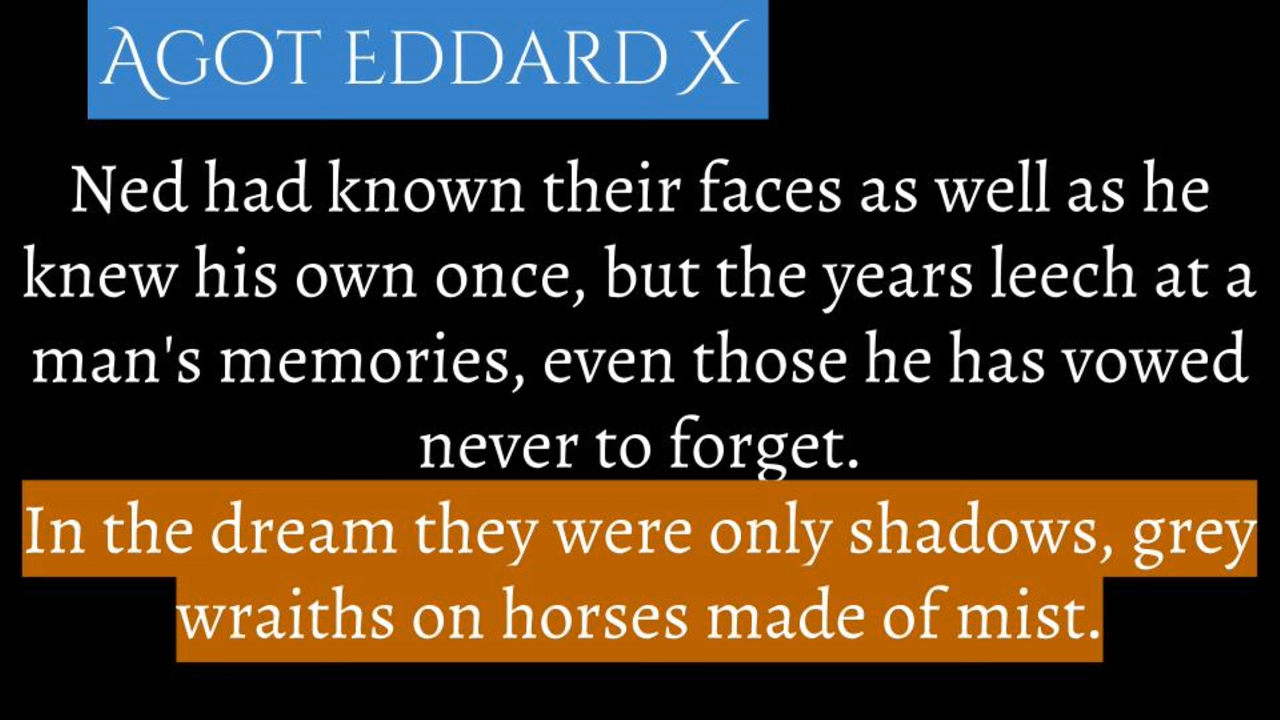 AGOT EDDARD X
Ned had known their faces as well as he
knew his own once, but the years leech at a
man's memories, even those he has vowed
never to forget.
In the dream they were only shadows, grey
wraiths on horses made of mist.